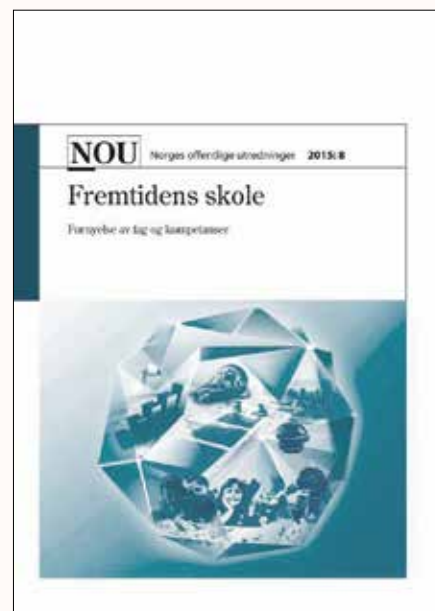 NOU Norges offentlige utredninger 2015: 8
Fremtidens skole
Fornyelse av fag og kompetanser